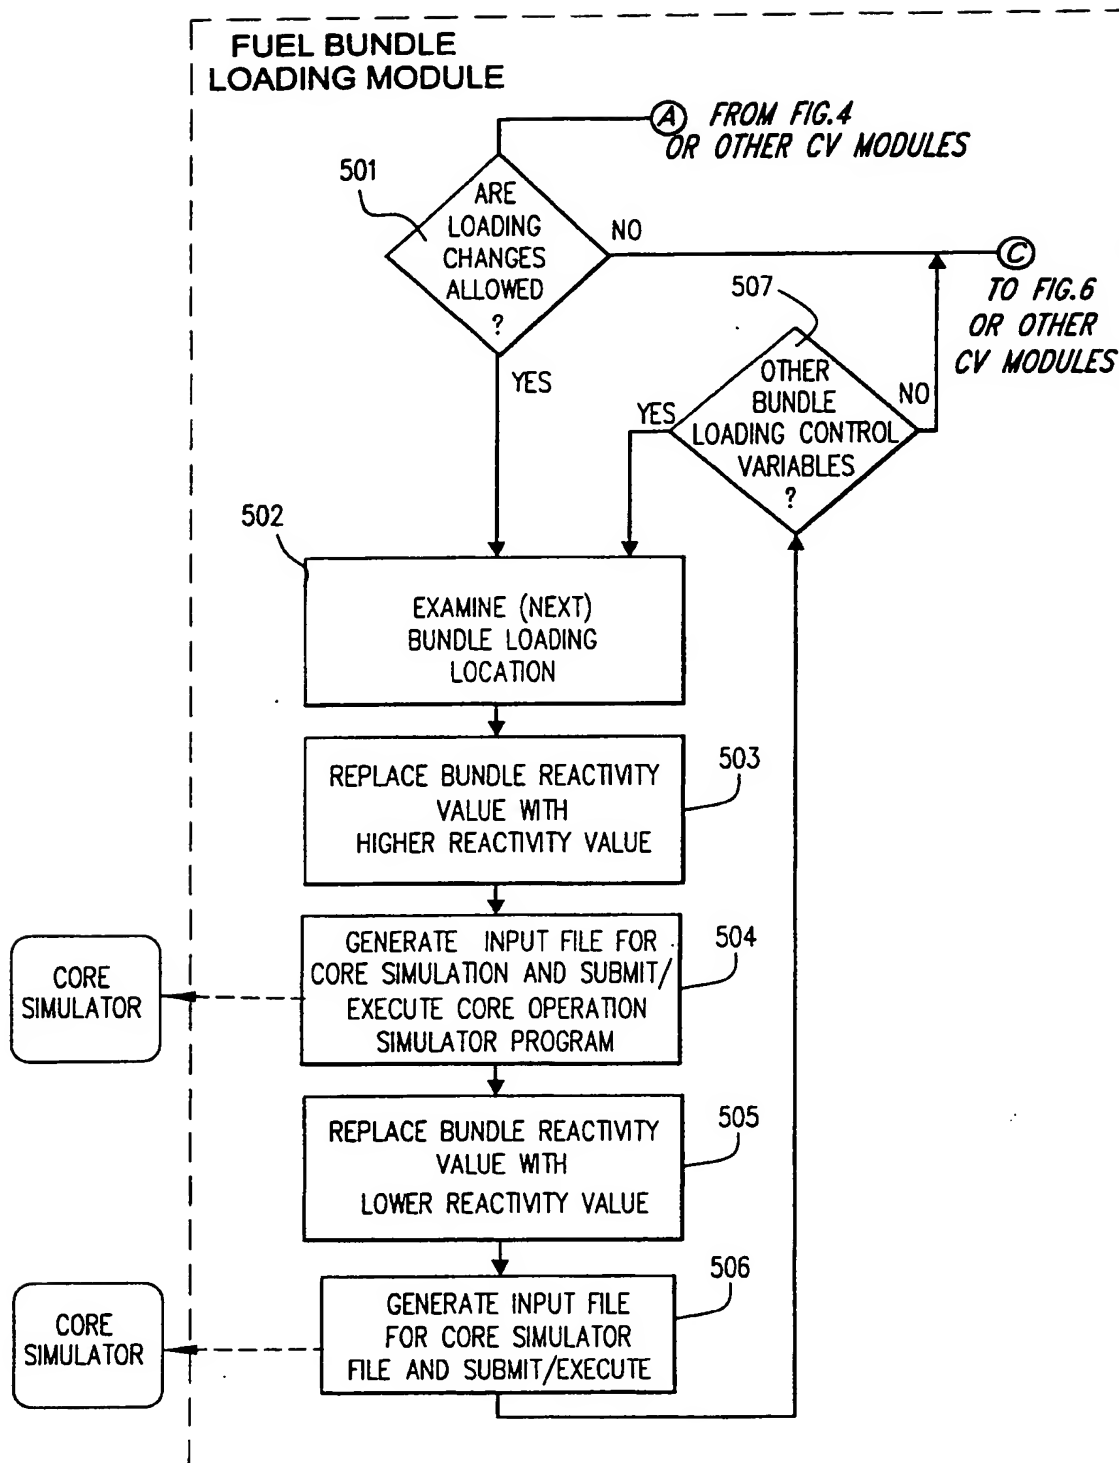 FUEL BUNDLE
LOADING MODULE
A FROM FIG.4
OR OTHER CV MODULES
501
ARE
LOADING
CHANGES
ALLOWED
?
NO
YES
C
TO FIG.6
OR OTHER
CV MODULES
507
OTHER
BUNDLE
LOADING CONTROL
VARIABLES
?
YES
NO
502
EXAMINE (NEXT)
BUNDLE LOADING
LOCATION
503
REPLACE BUNDLE REACTIVITY
VALUE WITH
HIGHER REACTIVITY VALUE
504
GENERATE INPUT FILE FOR
CORE SIMULATION AND SUBMIT/
EXECUTE CORE OPERATION
SIMULATOR PROGRAM
CORE
SIMULATOR
505
REPLACE BUNDLE REACTIVITY
VALUE WITH
LOWER REACTIVITY VALUE
506
GENERATE INPUT FILE
FOR CORE SIMULATOR
FILE AND SUBMIT/EXECUTE
CORE
SIMULATOR